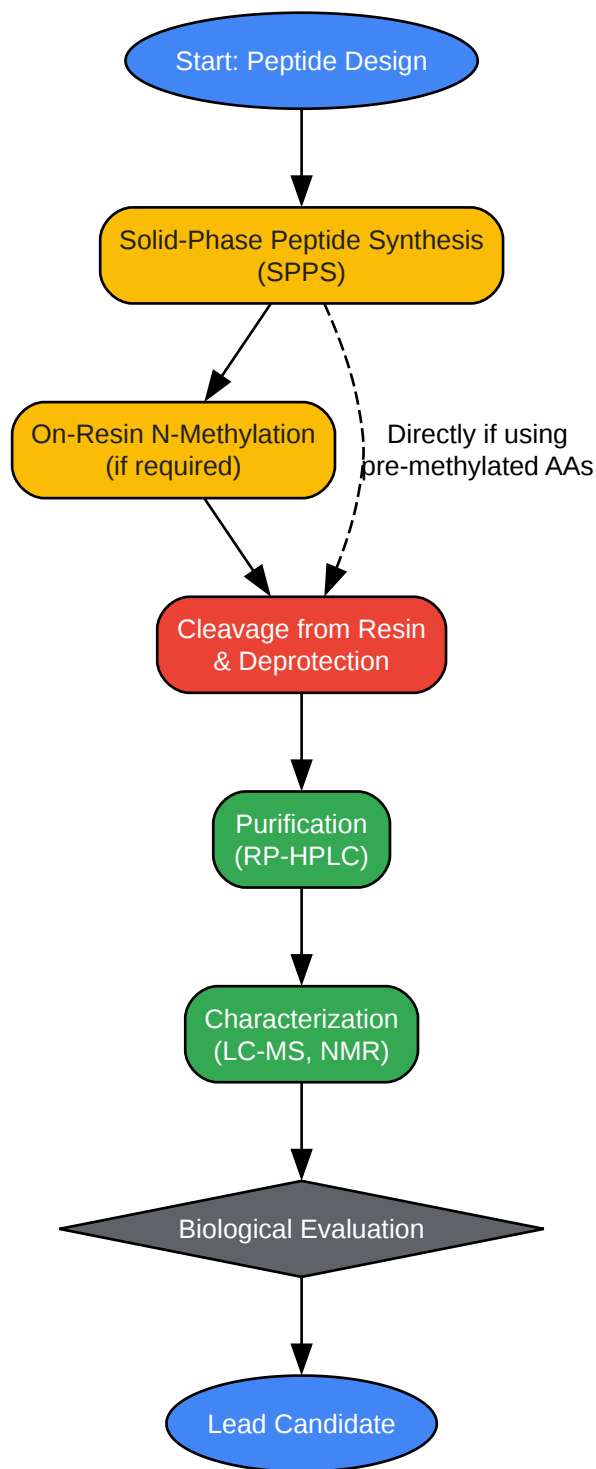 Start: Peptide Design
Solid-Phase Peptide Synthesis
(SPPS)
On-Resin N-Methylation
(if required)
Directly if using
pre-methylated AAs
Cleavage from Resin
& Deprotection
Purification
(RP-HPLC)
Characterization
(LC-MS, NMR)
Biological Evaluation
Lead Candidate